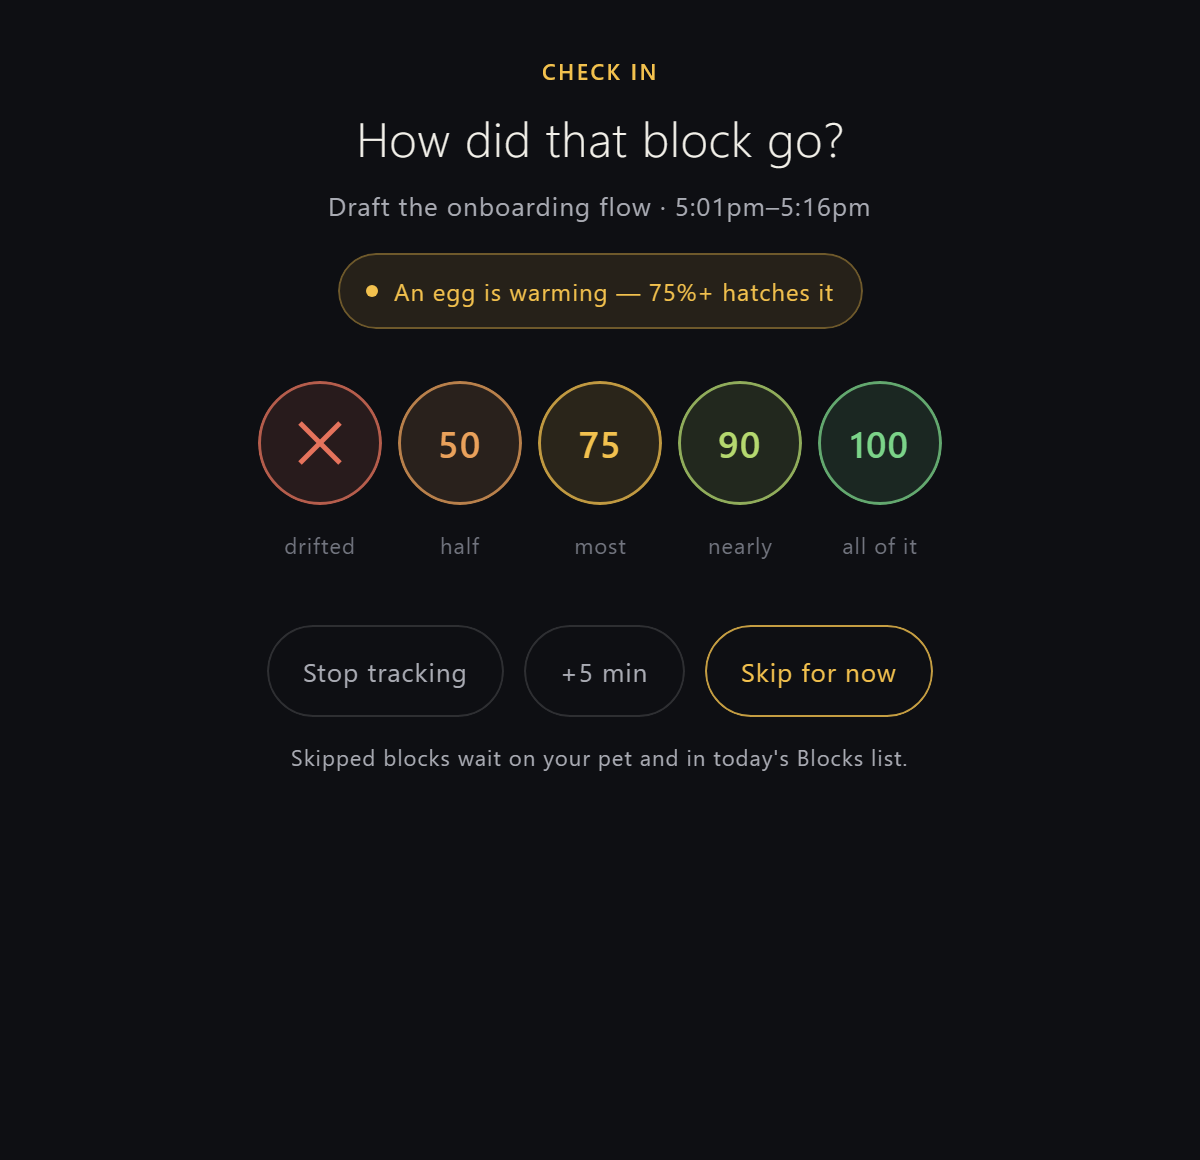 CHECK IN
How did that block go?
Draft the onboarding flow · 5:01pm–5:16pm
An egg is warming — 75%+ hatches it
50 75 90 100
drifted half most nearly all of it
Stop tracking +5 min Skip for now
Skipped blocks wait on your pet and in today's Blocks list.